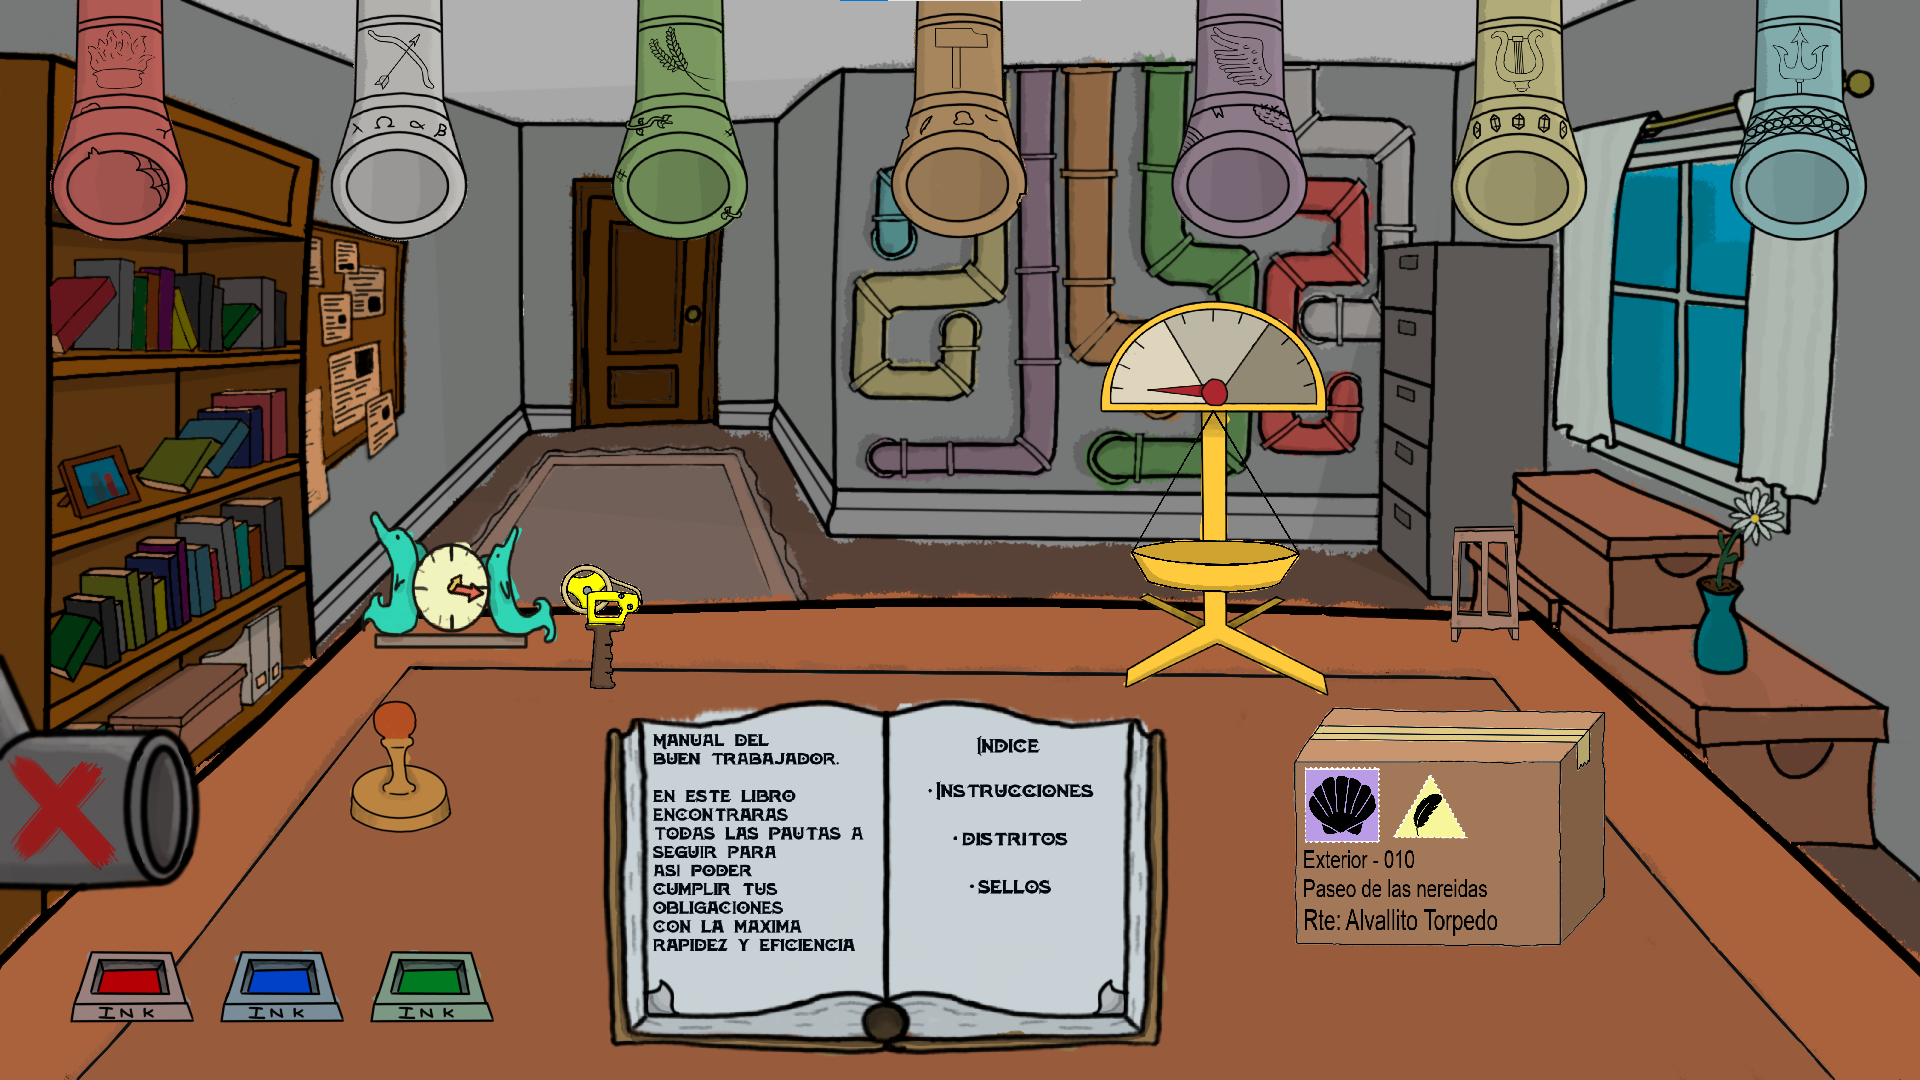 χ Ω α β
W
MANUAL DEL
BUEN TRABAJADOR.
EN ESTE LIBRO
ENCONTRARAS
TODAS LAS PAUTAS A
SEGUIR PARA
ASI PODER
CUMPLIR TUS
OBLIGACIONES
CON LA MAXIMA
RAPIDEZ Y EFICIENCIA
INDICE
·INSTRUCCIONES
·DISTRITOS
·SELLOS
Exterior - 010
Paseo de las nereidas
Rte: Alvallito Torpedo
INK
INK
INK